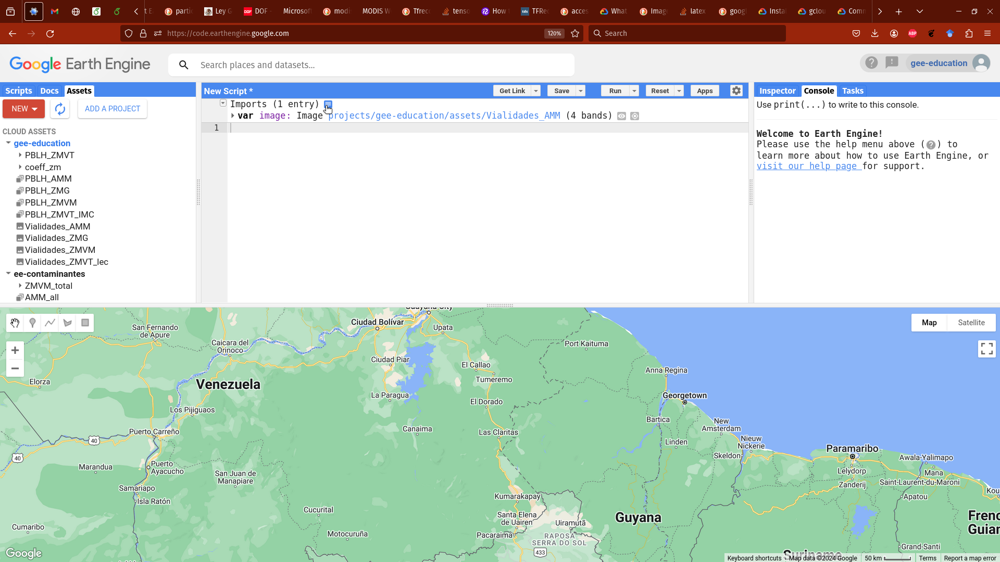 t E
partic
Ley G
DOF -
Microsof
modi
MODIS W
Tfrec
tenso
How t
TFRec
acces
What
Imag
latex
goog
Insta
gclou
Comm
https://code.earthengine.google.com
120%
Search
Google Earth Engine
Search places and datasets...
gee-education
Scripts
Docs
Assets
NEW
ADD A PROJECT
CLOUD ASSETS
gee-education
PBLH_ZMVT
coeff_zm
PBLH_AMM
PBLH_ZMG
PBLH_ZMVM
PBLH_ZMVT_IMC
Vialidades_AMM
Vialidades_ZMG
Vialidades_ZMVM
Vialidades_ZMVT_lec
ee-contaminantes
ZMVM_total
AMM_all
New Script *
Get Link
Save
Run
Reset
Apps
Imports (1 entry)
var image: Image projects/gee-education/assets/Vialidades_AMM (4 bands)
1
Inspector
Console
Tasks
Use print(...) to write to this console.
Welcome to Earth Engine!
Please use the help menu above (?) to
learn more about how to use Earth Engine, or
visit our help page for support.
Map
Satellite
Guayana City
Ciudad Bolívar
Upata
San Fernando
de Apure
Caicara del
Orinoco
Port Kaituma
Ciudad Piar
El Callao
Anna Regina
Tumeremo
Elorza
Venezuela
La Paragua
El Dorado
Georgetown
Los Pijiguaos
Bartica
New
Amsterdam
Canaima
Las Claritas
Puerto Carreño
40
Linden
Nieuw
Nickerie
Skeldon
Paramaribo
Awala-Yalimapo
40
Marandua
Puerto
Ayacucho
San Juan de
Manapiare
Lelydorp
Mana
Zanderij
Saint-Laurent-du-Maroni
Samariapo
Isla Ratón
Kumarakapay
Apatou
Kou
Cucurital
Santa Elena
de Uairen
Uiramutã
Guyana
Frenc
Guian
Cumaribo
Motocuruña
Pacaraima
RAPOSA
SERRA DO SOL
433
Grand-Santi
Suriname
Google
Keyboard shortcuts
Map data ©2024 Google
50 km
Terms
Report a map error